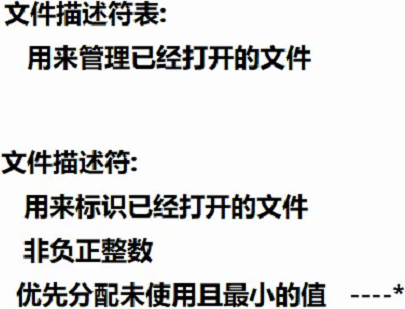 文件描述符表:
用来管理已经打开的文件
文件描述符:
用来标识已经打开的文件
非负正整数
优先分配未使用且最小的值 ----*